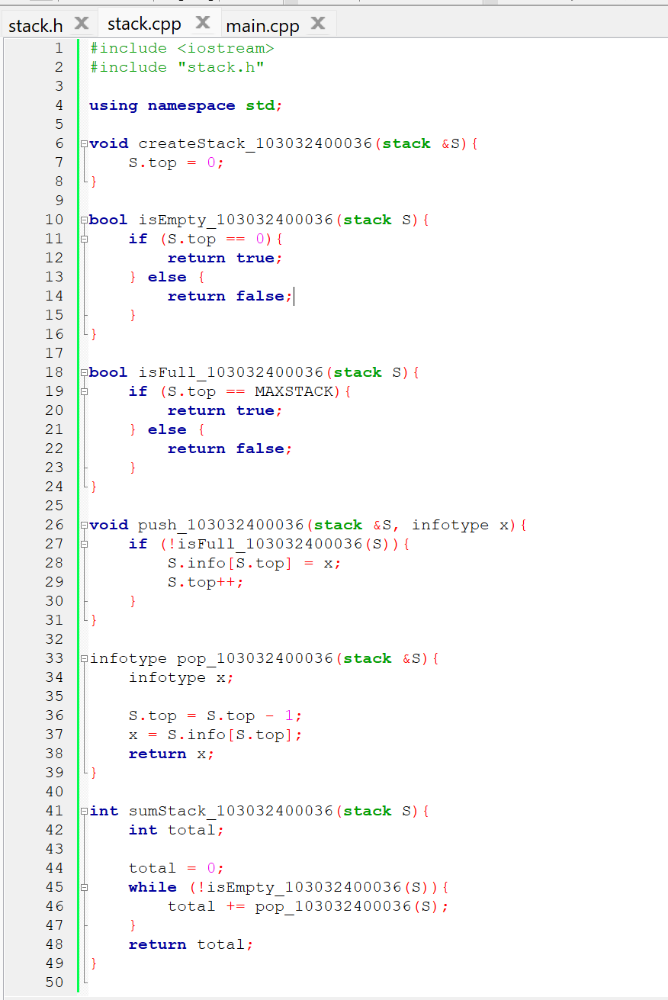 stack.h X stack.cpp X main.cpp X
1 #include <iostream>
2 #include "stack.h"
3
4 using namespace std;
5
6 void createStack_103032400036(stack &S){
7     S.top = 0;
8 }
9
10 bool isEmpty_103032400036(stack S){
11     if (S.top == 0){
12         return true;
13     } else {
14         return false;
15     }
16 }
17
18 bool isFull_103032400036(stack S){
19     if (S.top == MAXSTACK){
20         return true;
21     } else {
22         return false;
23     }
24 }
25
26 void push_103032400036(stack &S, infotype x){
27     if (!isFull_103032400036(S)){
28         S.info[S.top] = x;
29         S.top++;
30     }
31 }
32
33 infotype pop_103032400036(stack &S){
34     infotype x;
35
36     S.top = S.top - 1;
37     x = S.info[S.top];
38     return x;
39 }
40
41 int sumStack_103032400036(stack S){
42     int total;
43
44     total = 0;
45     while (!isEmpty_103032400036(S)){
46         total += pop_103032400036(S);
47     }
48     return total;
49 }
50